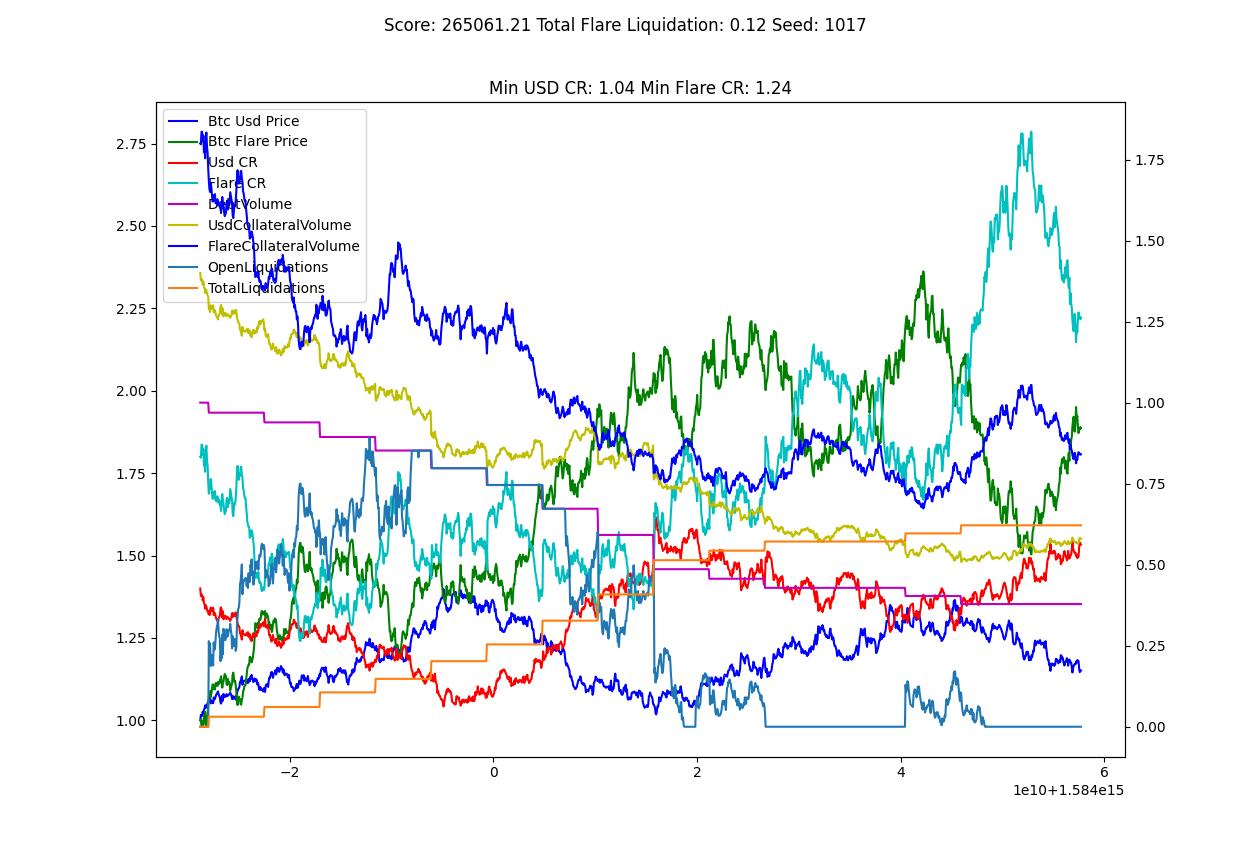 Score: 265061.21 Total Flare Liquidation: 0.12 Seed: 1017
Min USD CR: 1.04 Min Flare CR: 1.24
Btc Usd Price
Btc Flare Price
Usd CR
Flare CR
DebtVolume
UsdCollateralVolume
FlareCollateralVolume
OpenLiquidations
TotalLiquidations
2.75
2.50
2.25
2.00
1.75
1.50
1.25
1.00
1.75
1.50
1.25
1.00
0.75
0.50
0.25
0.00
−2
0
2
4
6
1e10+1.584e15